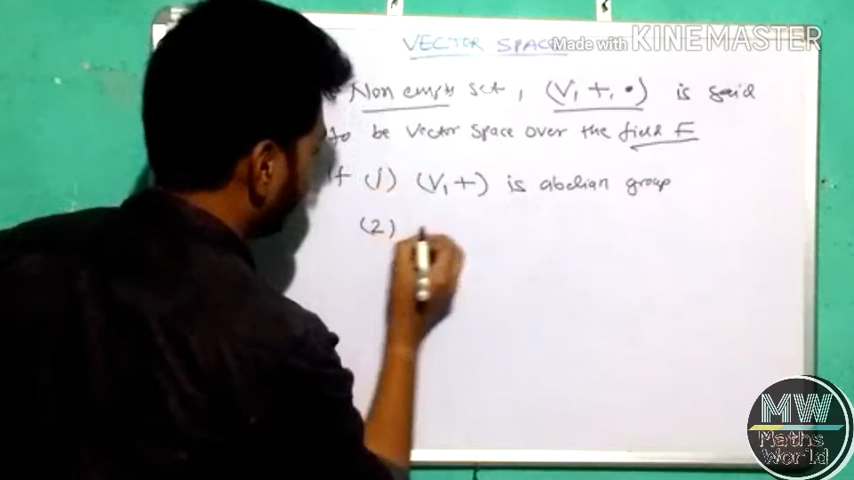 VECTOR SPACE
Made with KINEMASTER
Non empty set, (V, +, •) is said
to be vector space over the field F
If (1) (V, +) is abelian group
(2)
MW
Maths
World